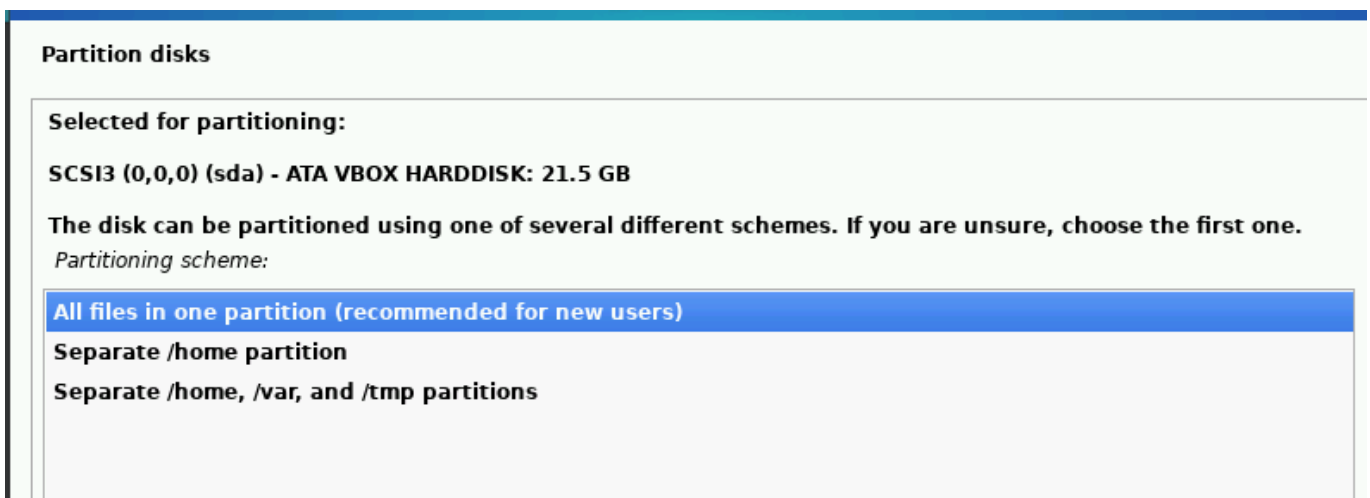 Partition disks
Selected for partitioning:
SCSI3 (0,0,0) (sda) - ATA VBOX HARDDISK: 21.5 GB
The disk can be partitioned using one of several different schemes. If you are unsure, choose the first one.
Partitioning scheme:
All files in one partition (recommended for new users)
Separate /home partition
Separate /home, /var, and /tmp partitions